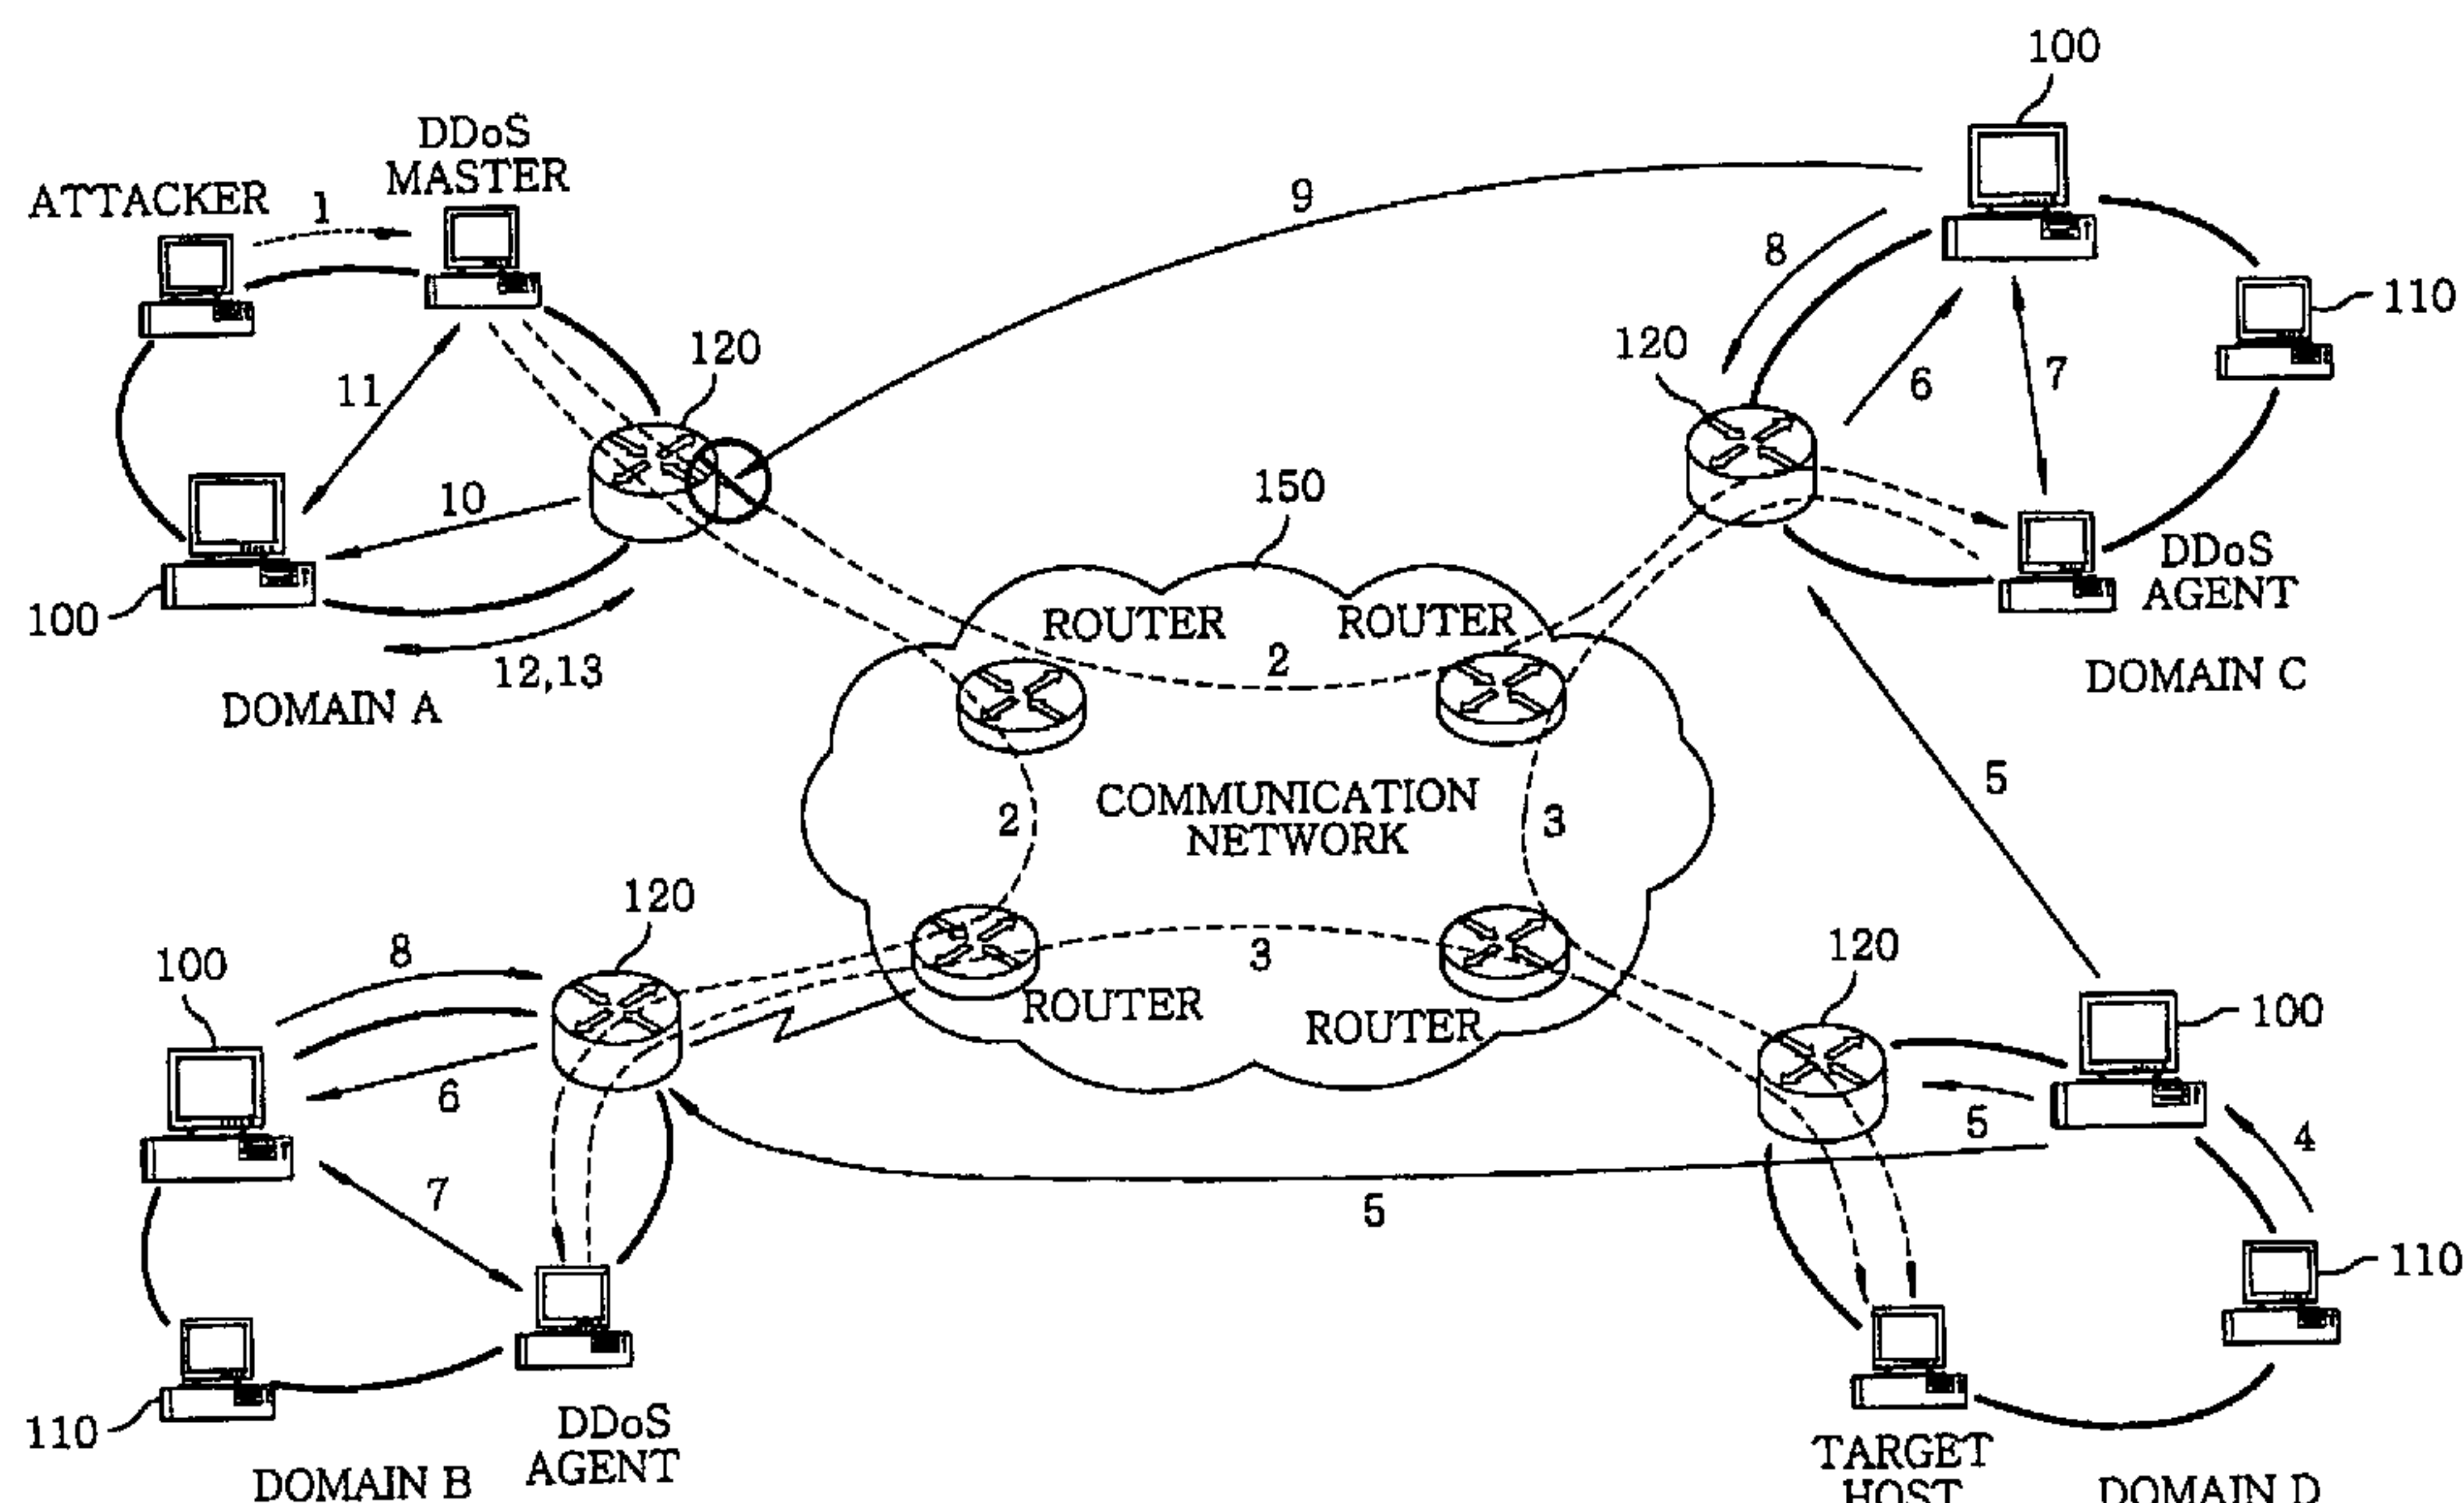 100
DDoS
MASTER
ATTACKER
1
9
8
110
120
120
11
6
7
10
150
DDoS
AGENT
100
ROUTER
ROUTER
12,13
2
DOMAIN C
DOMAIN A
5
COMMUNICATION
NETWORK
2
3
120
100
8
3
120
100
ROUTER
ROUTER
6
5
4
7
5
110
110
DDoS
AGENT
TARGET
HOST
DOMAIN B
DOMAIN D